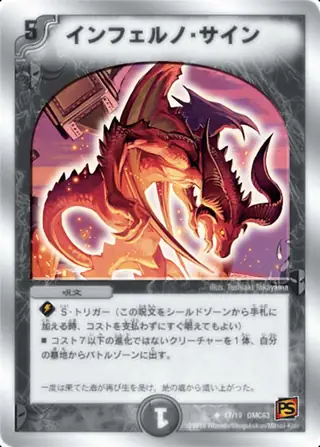 5
インフェルノ・サイン
illus. Toshiaki Takayama
呪文
S・トリガー（この呪文をシールドゾーンから手札に加える時、コストを支払わずにすぐ唱えてもよい）
■コスト7以下の進化ではないクリーチャーを1体、自分の墓地からバトルゾーンに出す。
一度は果てた命が再び生を受け、紙の底から這い上がった。
1
17/19 DMC63
PS